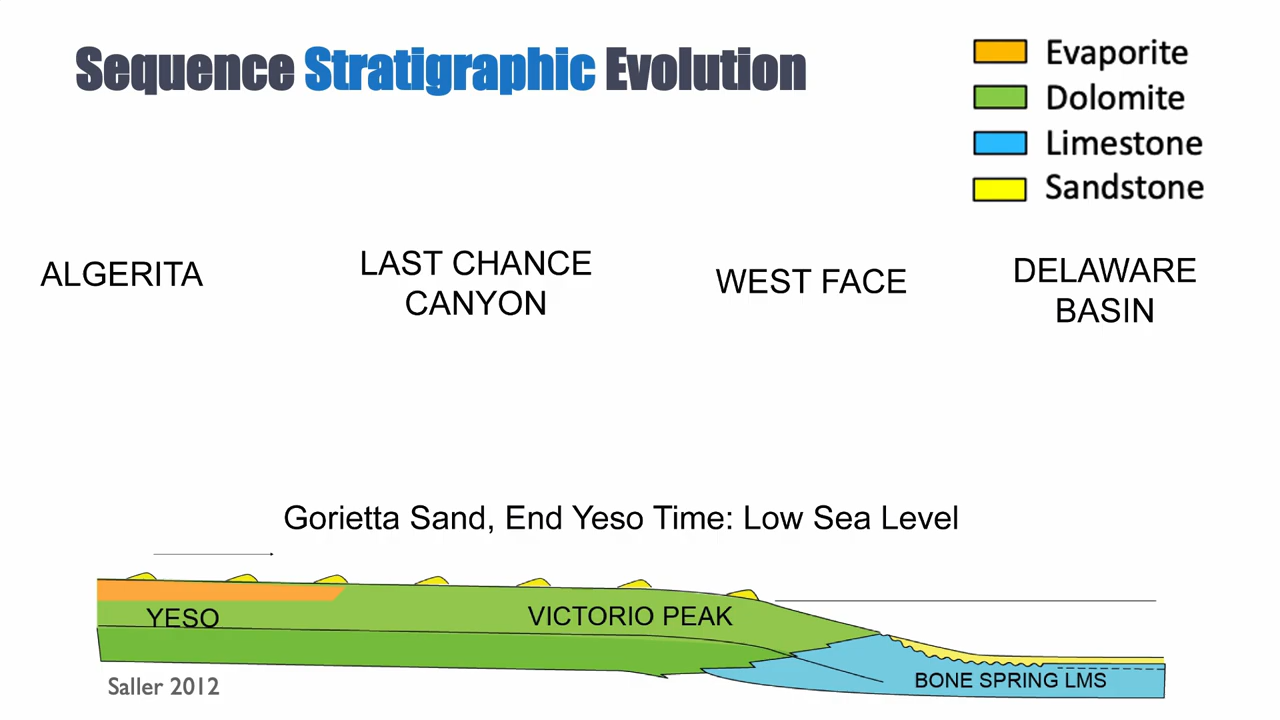 Sequence Stratigraphic Evolution
Evaporite
Dolomite
Limestone
Sandstone
ALGERITA
LAST CHANCE
CANYON
WEST FACE
DELAWARE
BASIN
Gorietta Sand, End Yeso Time: Low Sea Level
YESO
VICTORIO PEAK
BONE SPRING LMS
Saller 2012